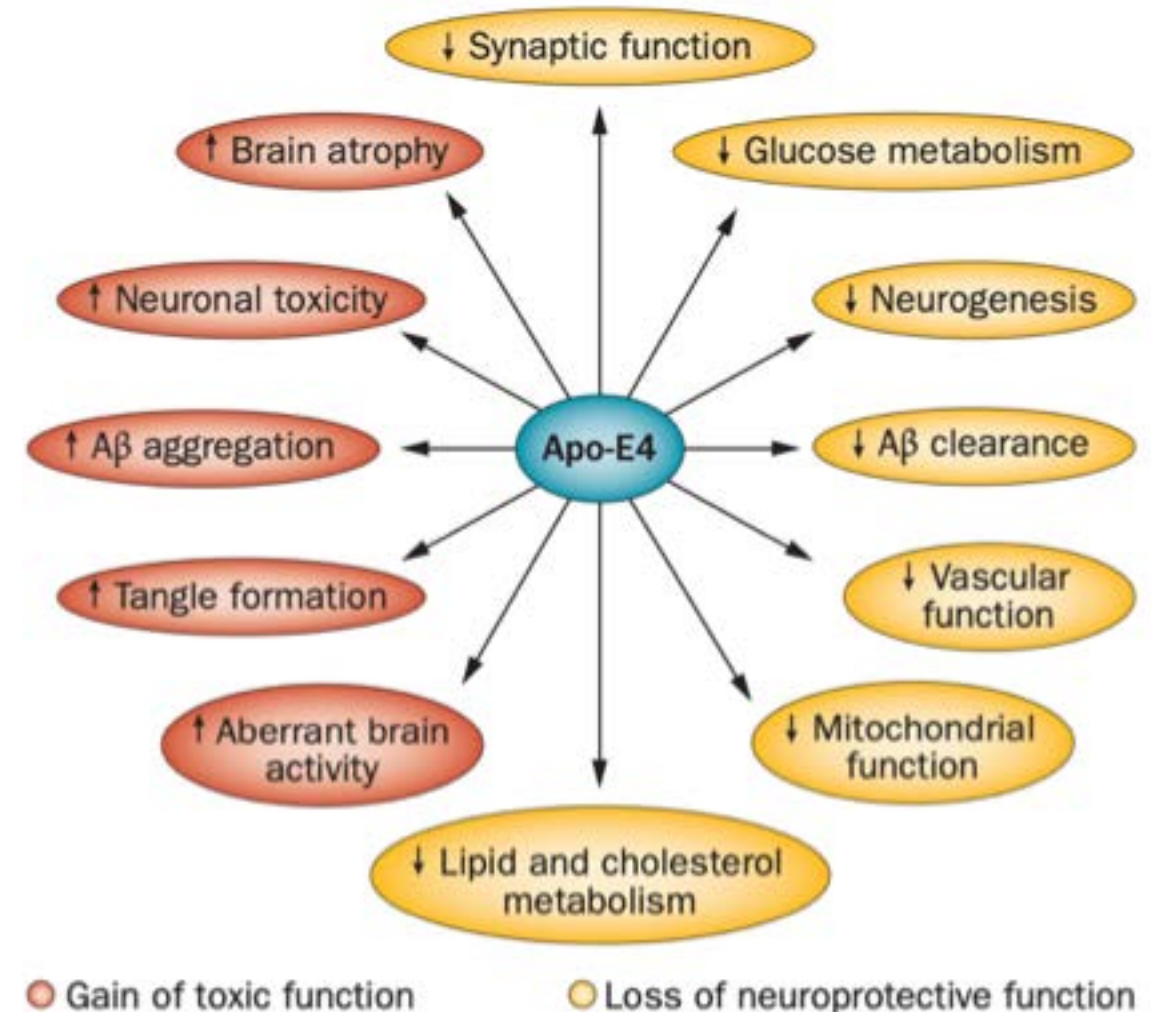 ↓ Synaptic function
↑ Brain atrophy
↓ Glucose metabolism
↑ Neuronal toxicity
↓ Neurogenesis
↑ Aβ aggregation
Apo-E4
↓ Aβ clearance
↑ Tangle formation
↓ Vascular
function
↑ Aberrant brain
activity
↓ Mitochondrial
function
↓ Lipid and cholesterol
metabolism
Gain of toxic function
Loss of neuroprotective function